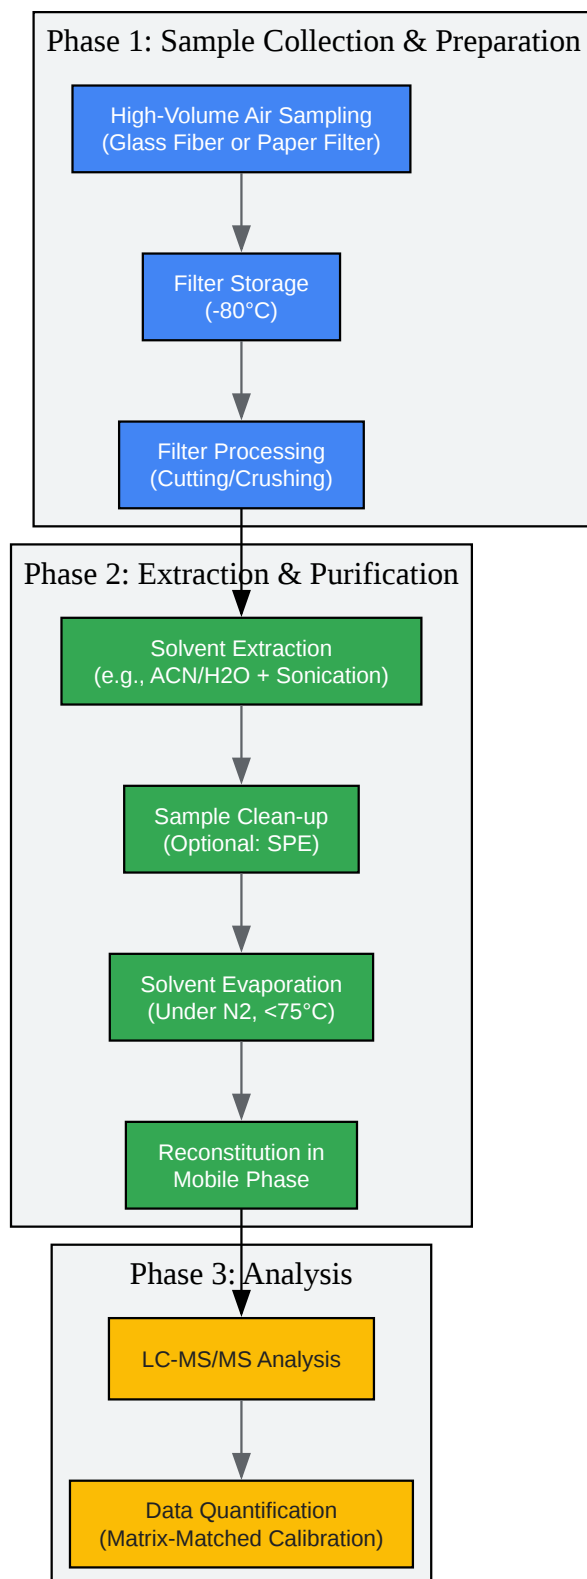 Phase 1: Sample Collection & Preparation
High-Volume Air Sampling
(Glass Fiber or Paper Filter)
Filter Storage
(-80°C)
Filter Processing
(Cutting/Crushing)
Phase 2: Extraction & Purification
Solvent Extraction
(e.g., ACN/H2O + Sonication)
Sample Clean-up
(Optional: SPE)
Solvent Evaporation
(Under N2, <75°C)
Reconstitution in
Mobile Phase
Phase 3: Analysis
LC-MS/MS Analysis
Data Quantification
(Matrix-Matched Calibration)